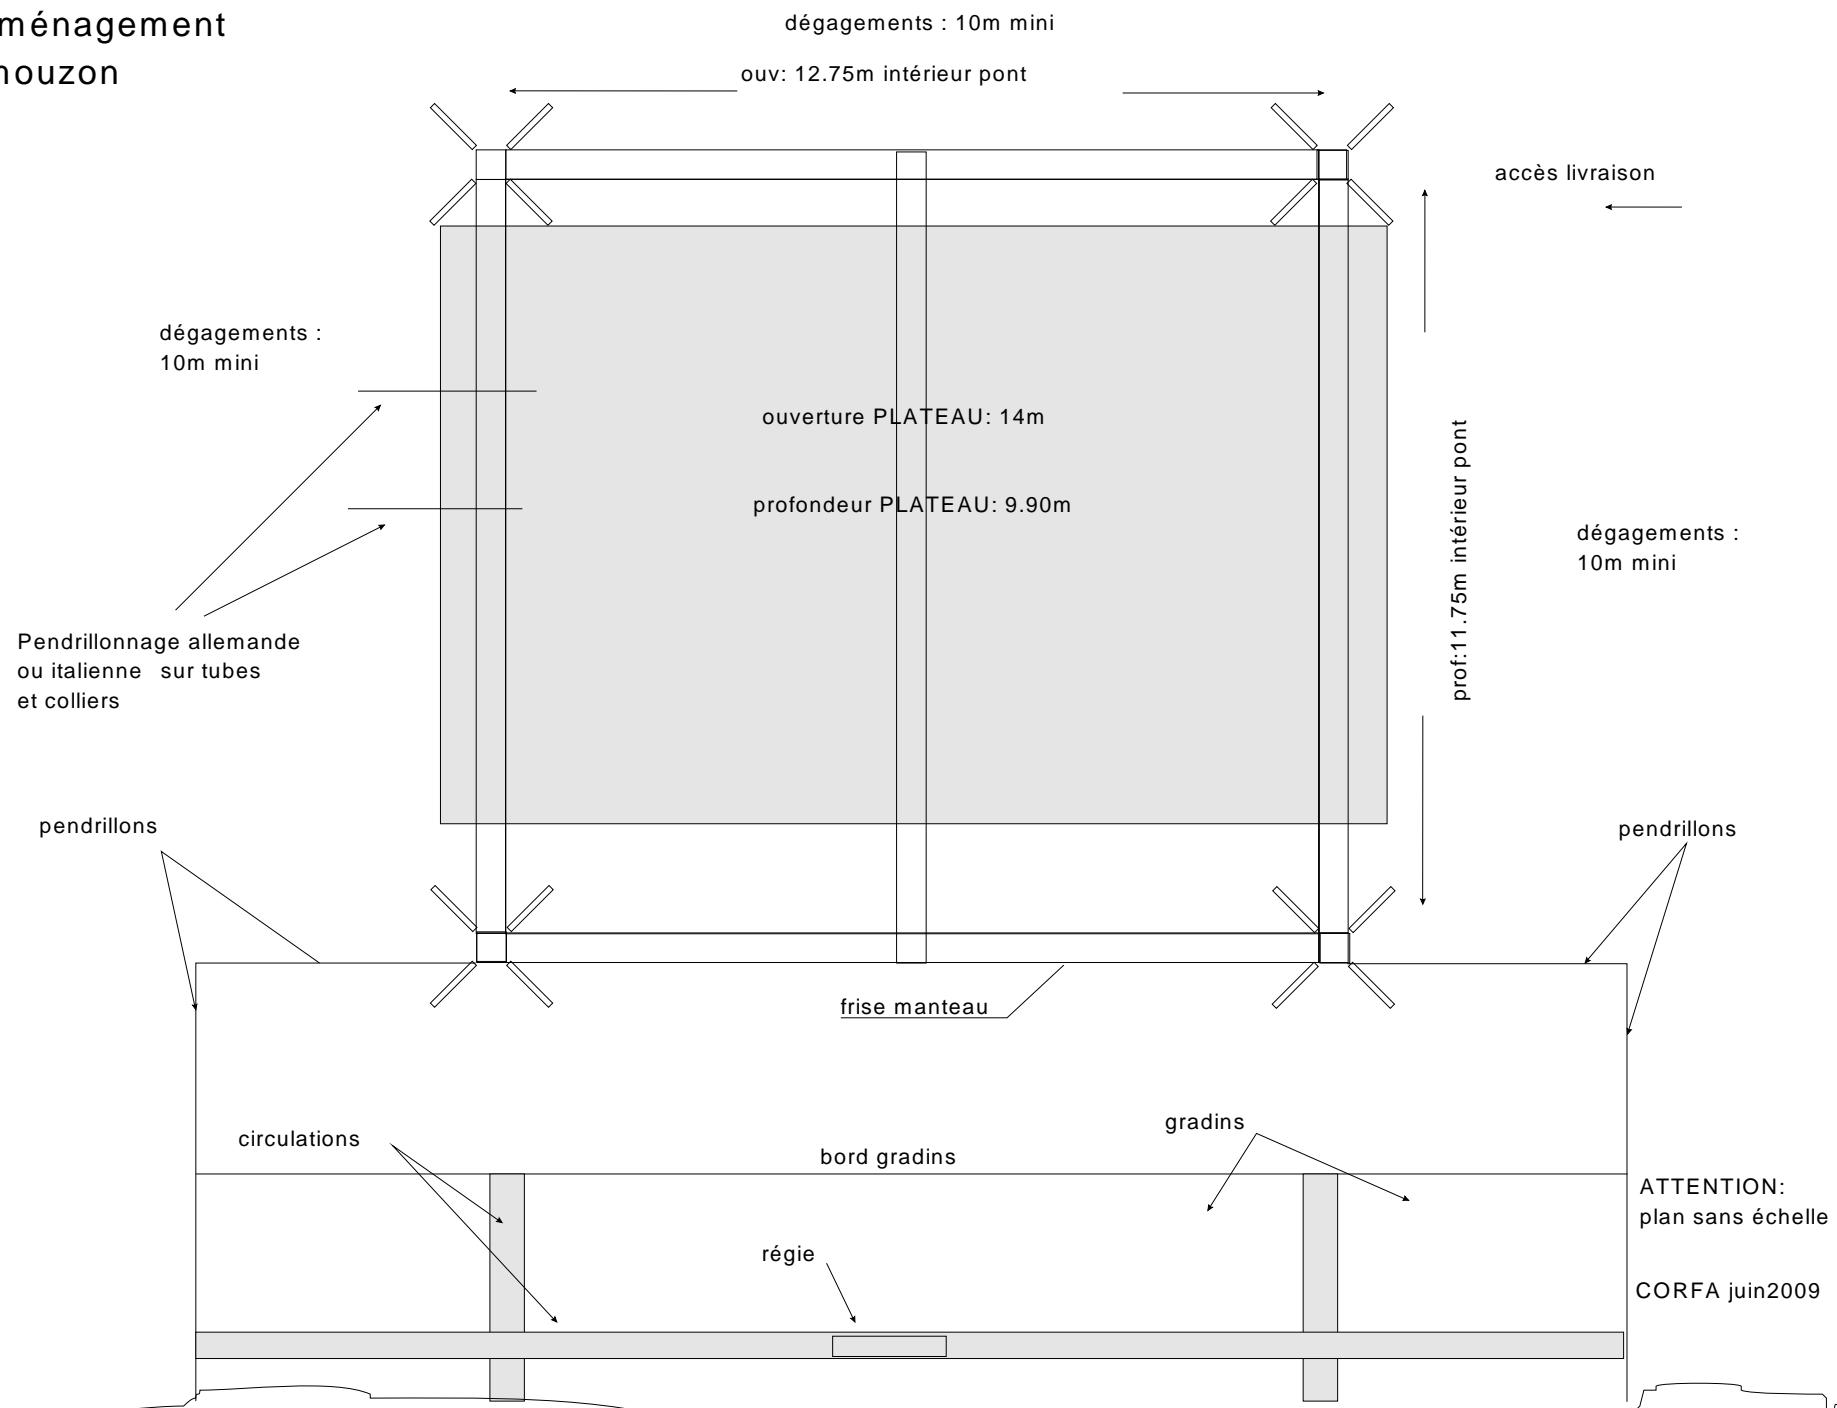 ménagement
houzon
dégagements : 10m mini
ouv: 12.75m intérieur pont
accès livraison
dégagements :
10m mini
ouverture PLATEAU: 14m
profondeur PLATEAU: 9.90m
prof:11.75m intérieur pont
dégagements :
10m mini
Pendrillonnage allemande
ou italienne sur tubes
et colliers
pendrillons
pendrillons
frise manteau
circulations
bord gradins
gradins
régie
ATTENTION:
plan sans échelle
CORFA juin2009